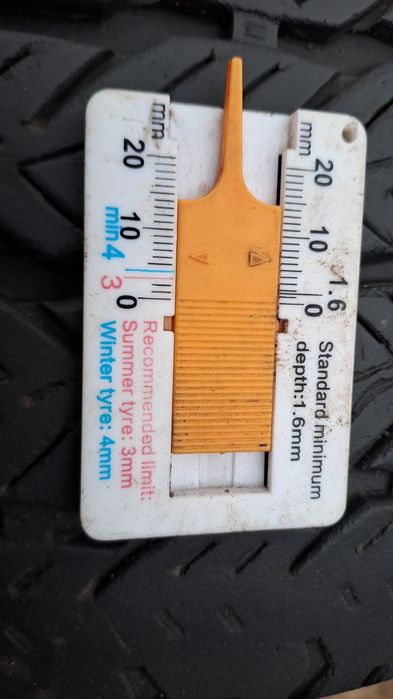 mm
20
10
min4
3
0
mm
20
10
1.6
0
Standard minimum
depth:1.6mm
Recommended limit:
Summer tyre: 3mm
Winter tyre: 4mm